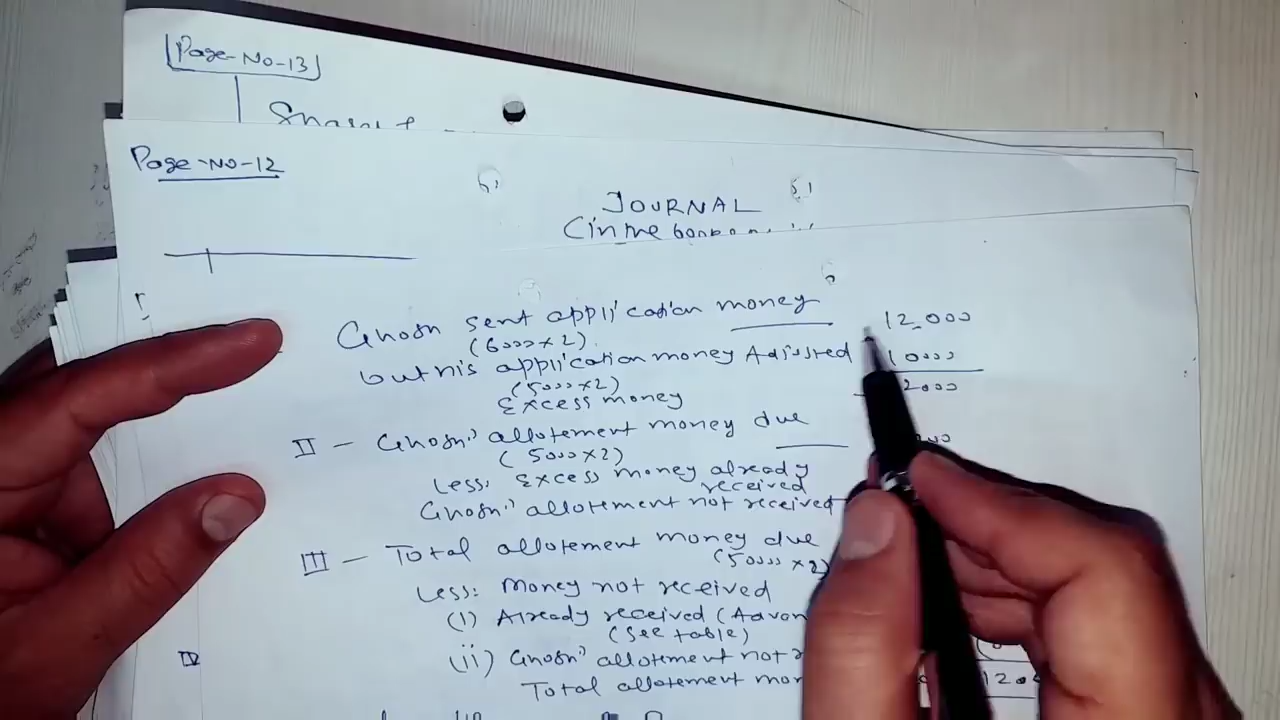 Page-No-13
Page-No-12
JOURNAL
Ghosh sent application money 12,000
(6000×2)
but his application money Adjusted 10000
(5000×2)
Excess money 2000
II - Ghosh' allotement money due
(5000×2)
Less: Excess money already
received
Ghosh' allotement not received
III - Total allotement money due
(50000×2)
Less: money not received
(i) Already received (Advan
(See table)
(ii) Ghosh' allotement not
Total allotement
IV